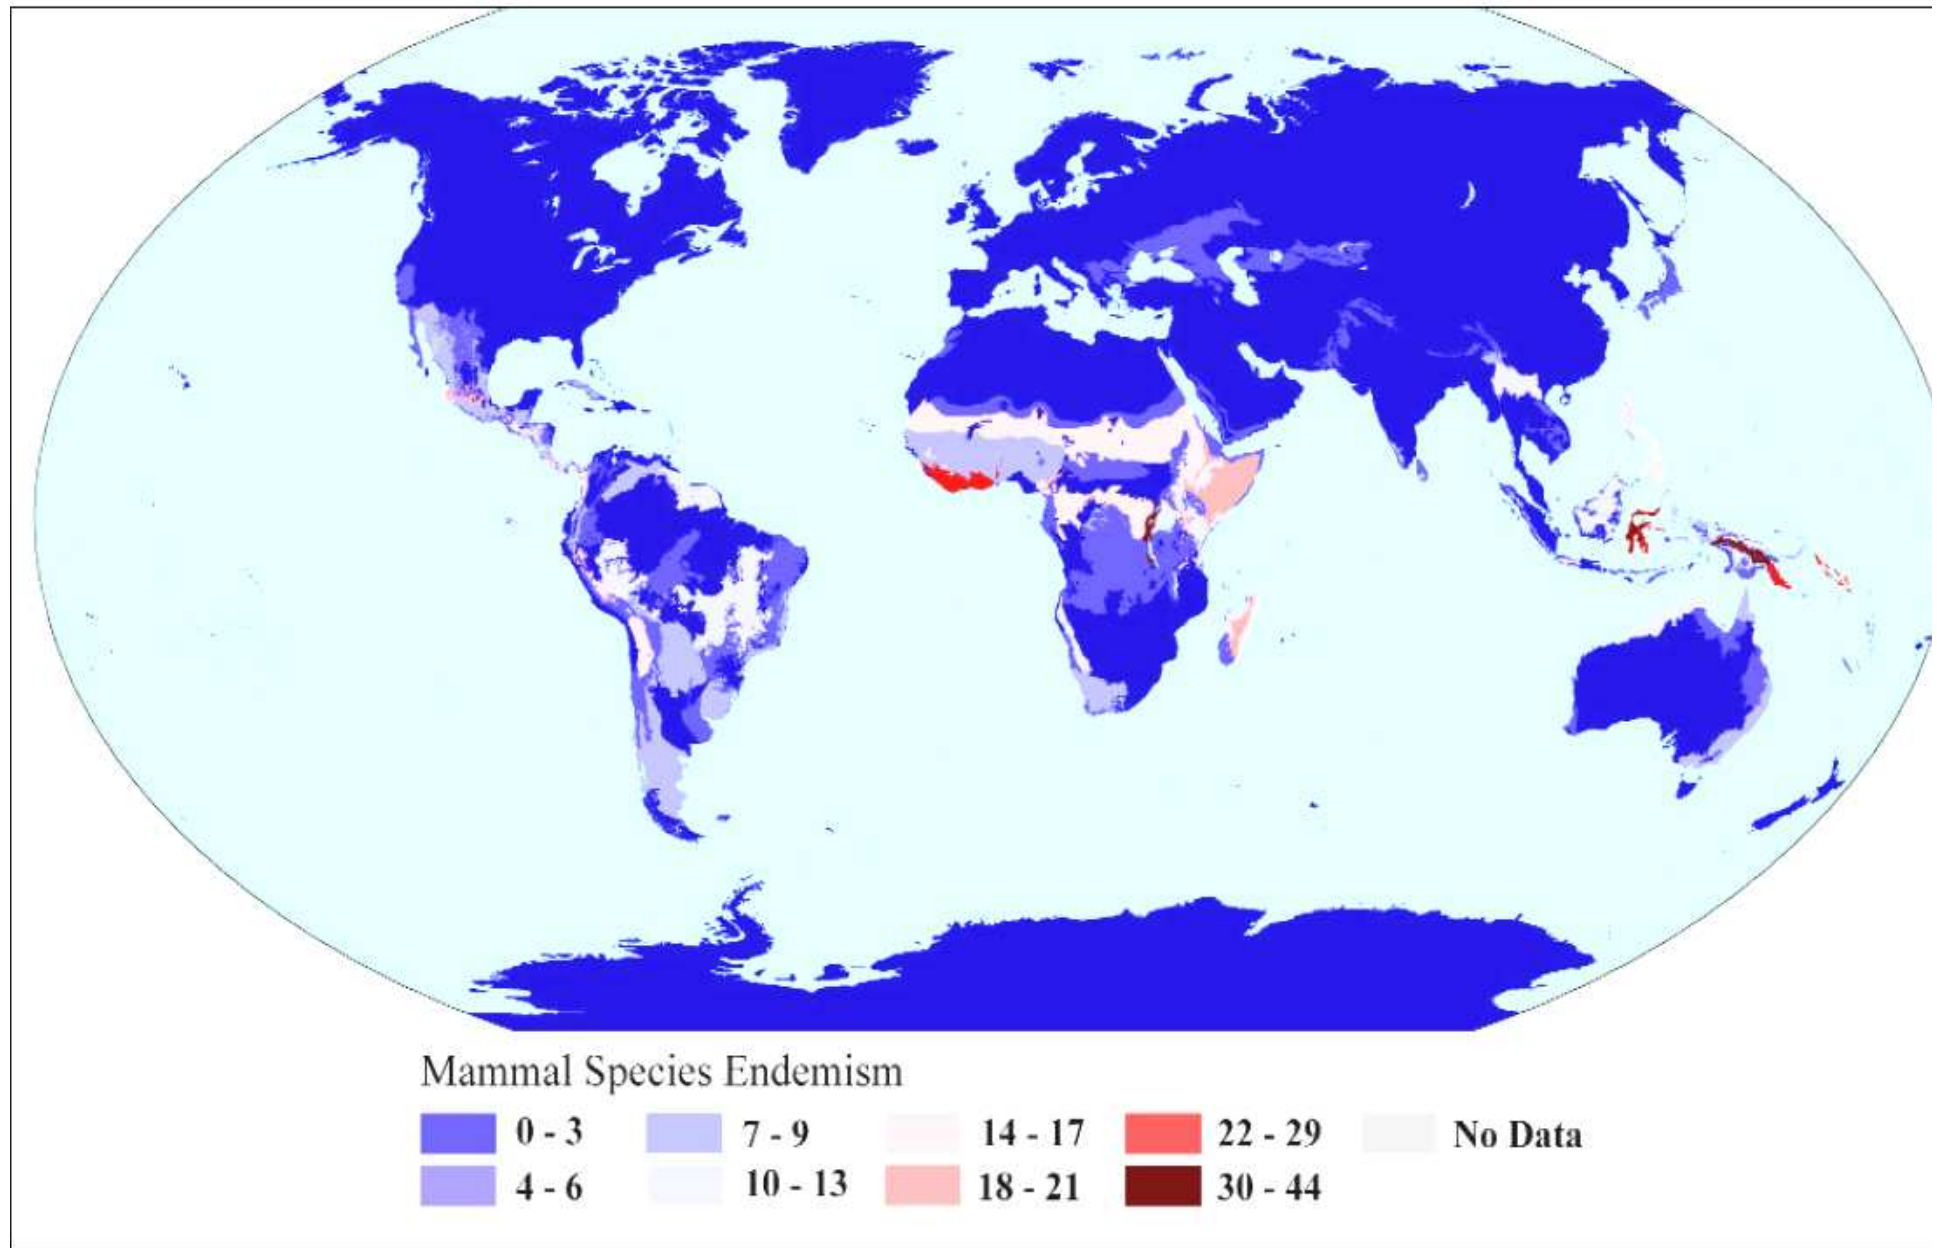 Mammal Species Endemism
0 - 3 7 - 9 14 - 17 22 - 29 No Data
4 - 6 10 - 13 18 - 21 30 - 44